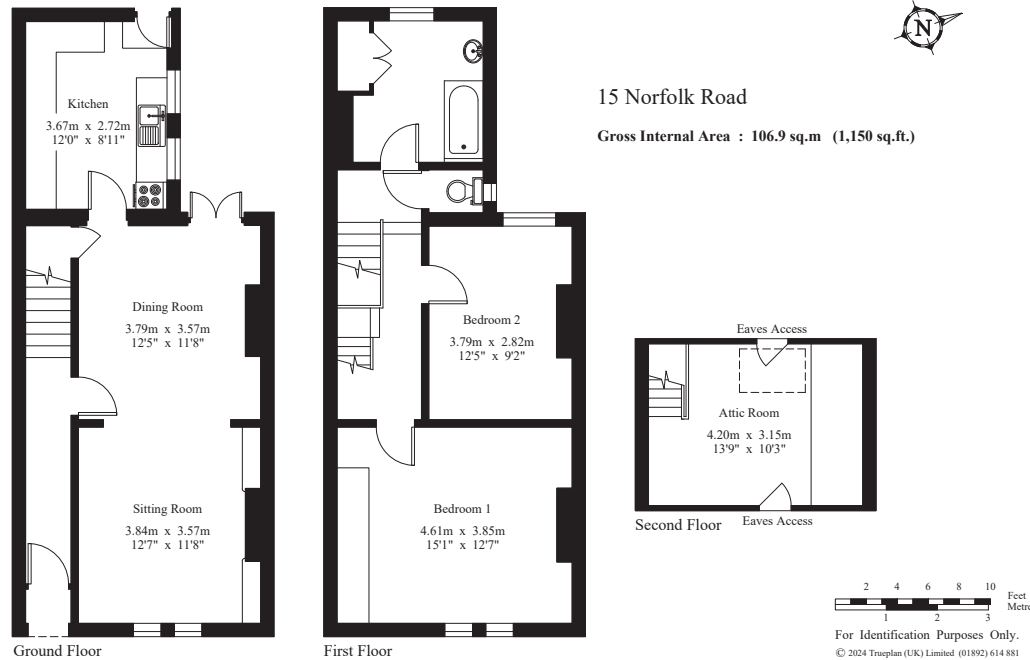 Kitchen
3.67m x 2.72m
12'0" x 8'11"
Dining Room
3.79m x 3.57m
12'5" x 11'8"
Sitting Room
3.84m x 3.57m
12'7" x 11'8"
Ground Floor
Bedroom 2
3.79m x 2.82m
12'5" x 9'2"
Bedroom 1
4.61m x 3.85m
15'1" x 12'7"
First Floor
N
15 Norfolk Road
Gross Internal Area : 106.9 sq.m (1,150 sq.ft.)
Eaves Access
Attic Room
4.20m x 3.15m
13'9" x 10'3"
Second Floor
Eaves Access
2 4 6 8 10
Feet
Metre
1 2 3
For Identification Purposes Only.
© 2024 Trueplan (UK) Limited (01892) 614 881